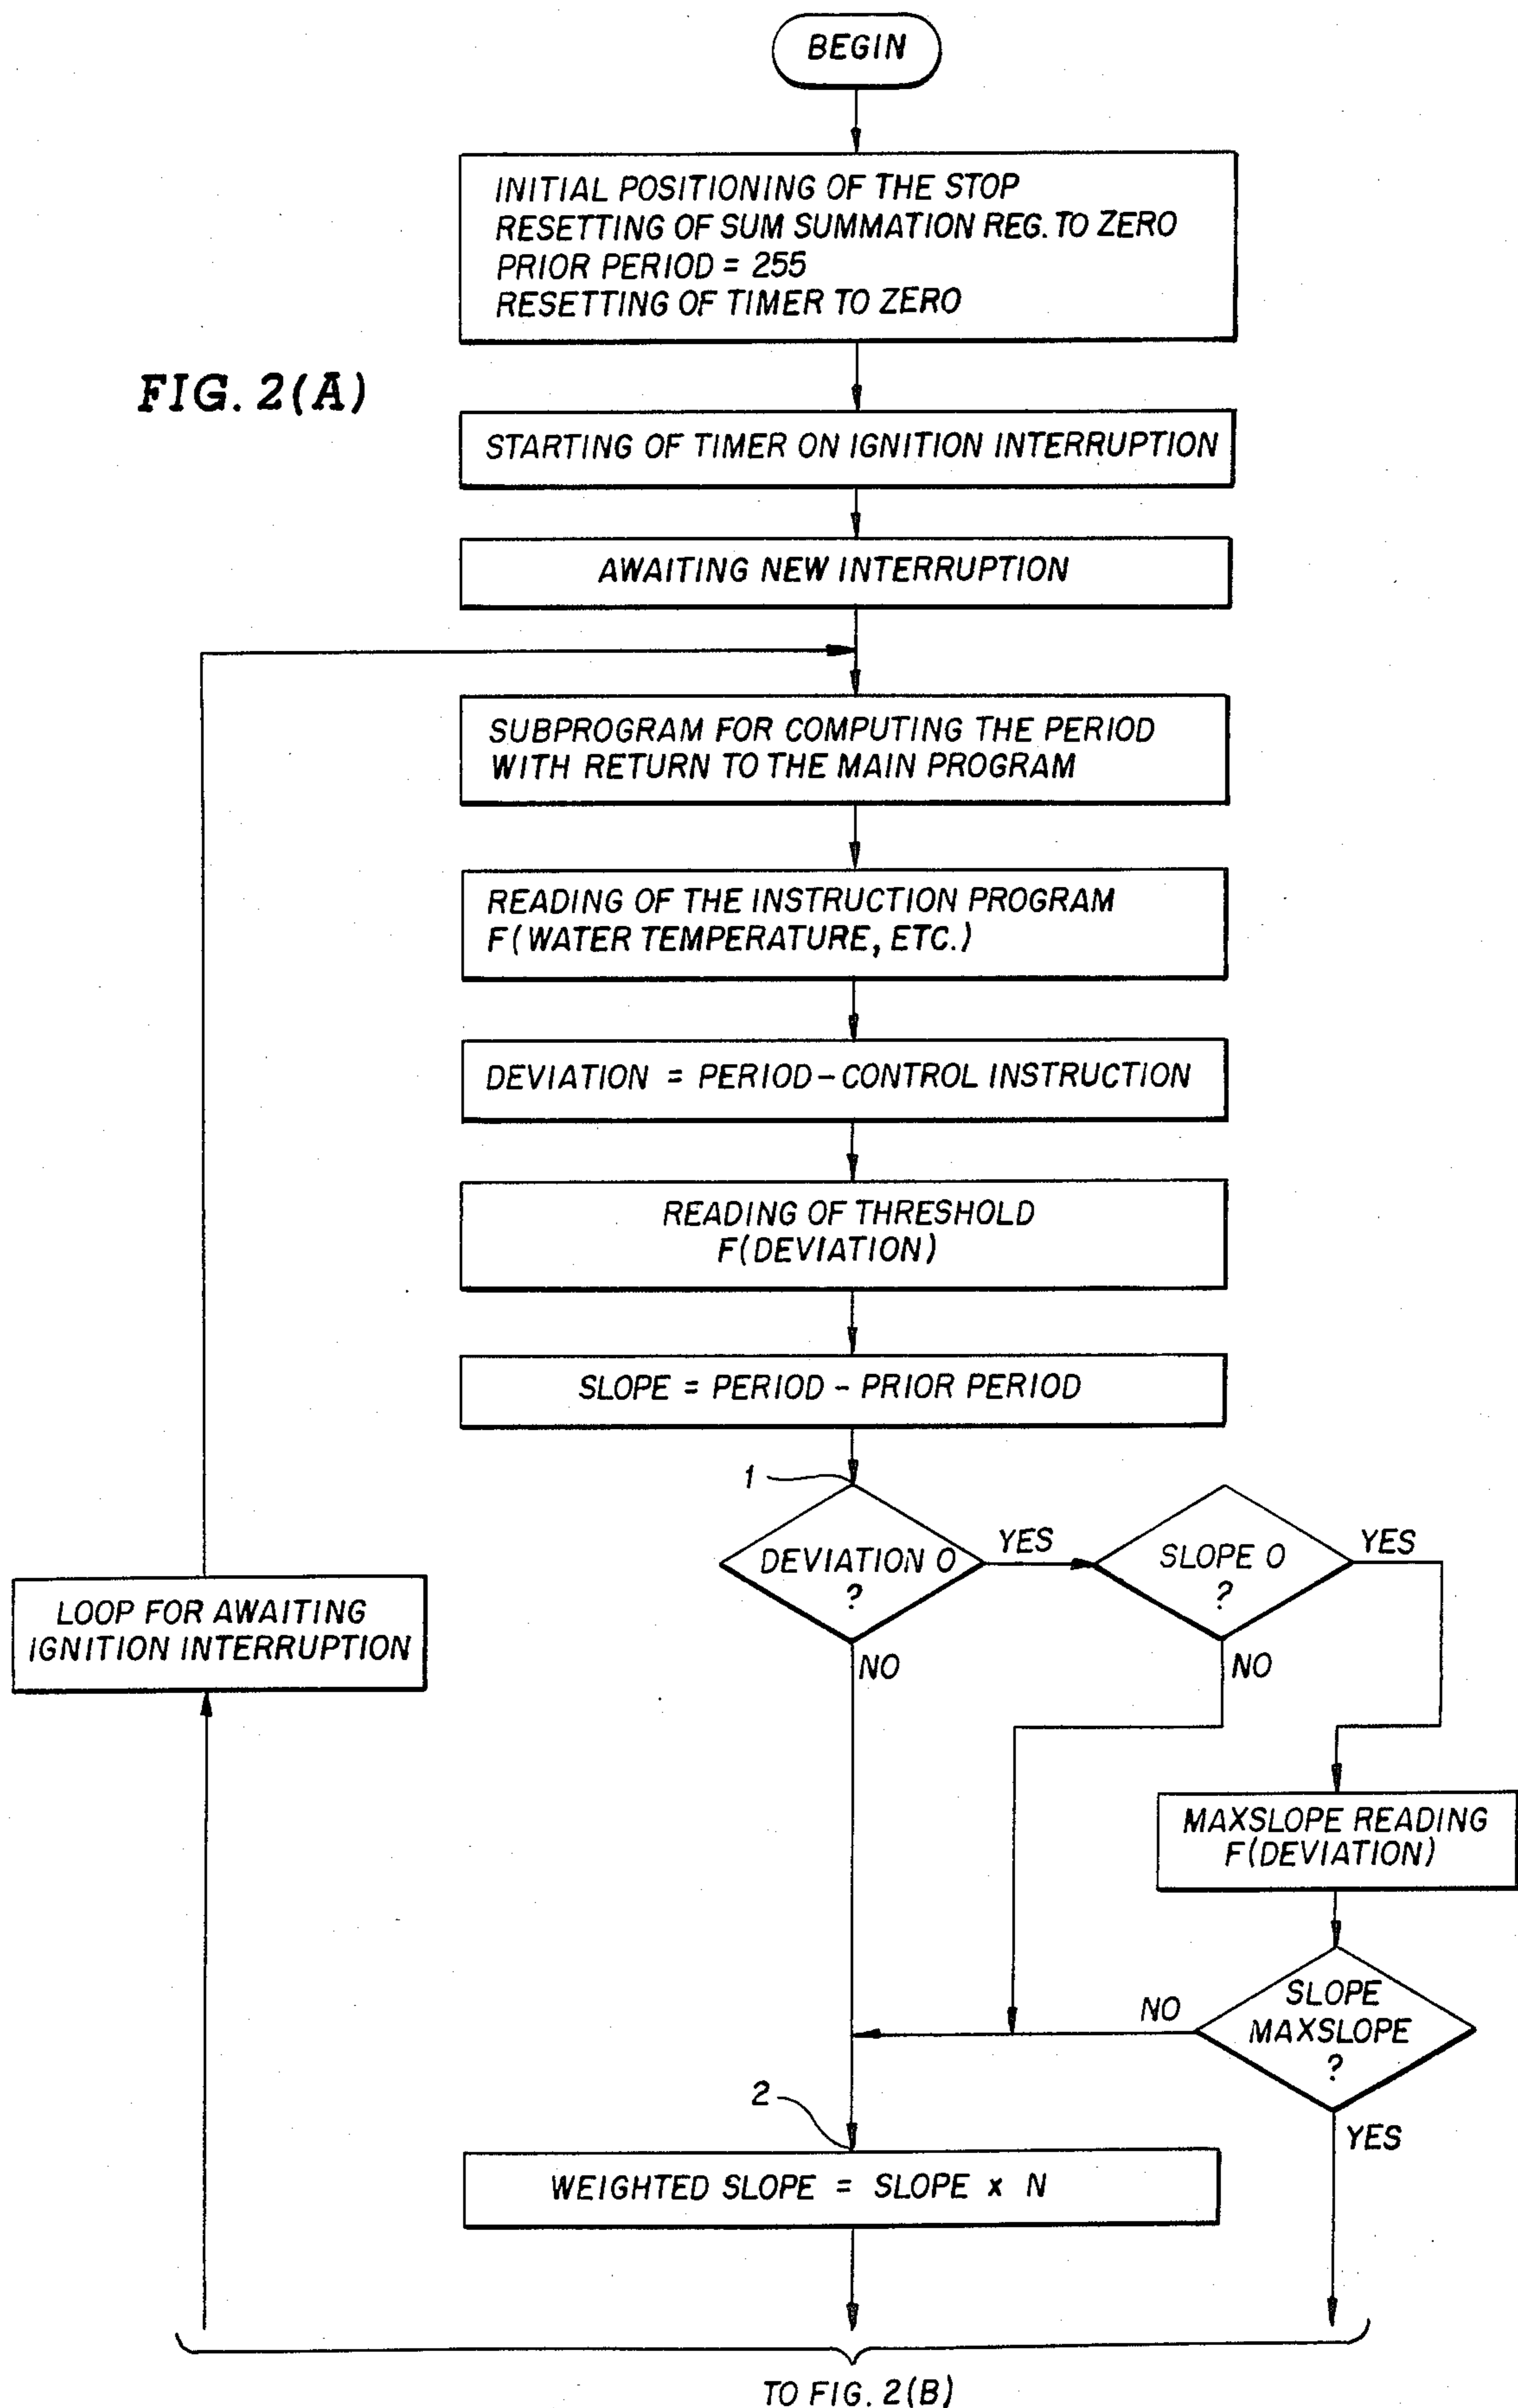 BEGIN
INITIAL POSITIONING OF THE STOP
RESETTING OF SUM SUMMATION REG. TO ZERO
PRIOR PERIOD = 255
RESETTING OF TIMER TO ZERO
FIG. 2(A)
STARTING OF TIMER ON IGNITION INTERRUPTION
AWAITING NEW INTERRUPTION
SUBPROGRAM FOR COMPUTING THE PERIOD
WITH RETURN TO THE MAIN PROGRAM
READING OF THE INSTRUCTION PROGRAM
F(WATER TEMPERATURE, ETC.)
DEVIATION = PERIOD-CONTROL INSTRUCTION
READING OF THRESHOLD
F(DEVIATION)
SLOPE = PERIOD - PRIOR PERIOD
1
DEVIATION 0
?
YES
NO
SLOPE 0
?
YES
NO
LOOP FOR AWAITING
IGNITION INTERRUPTION
MAXSLOPE READING
F(DEVIATION)
SLOPE
MAXSLOPE
?
NO
YES
2
WEIGHTED SLOPE = SLOPE x N
TO FIG. 2(B)